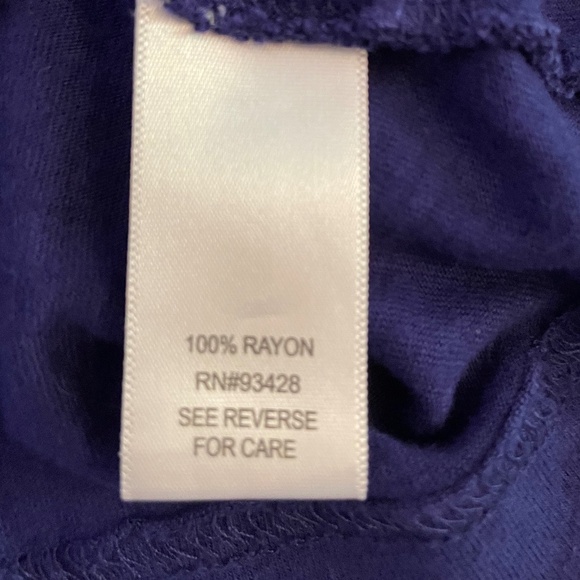 100% RAYON
RN#93428
SEE REVERSE
FOR CARE